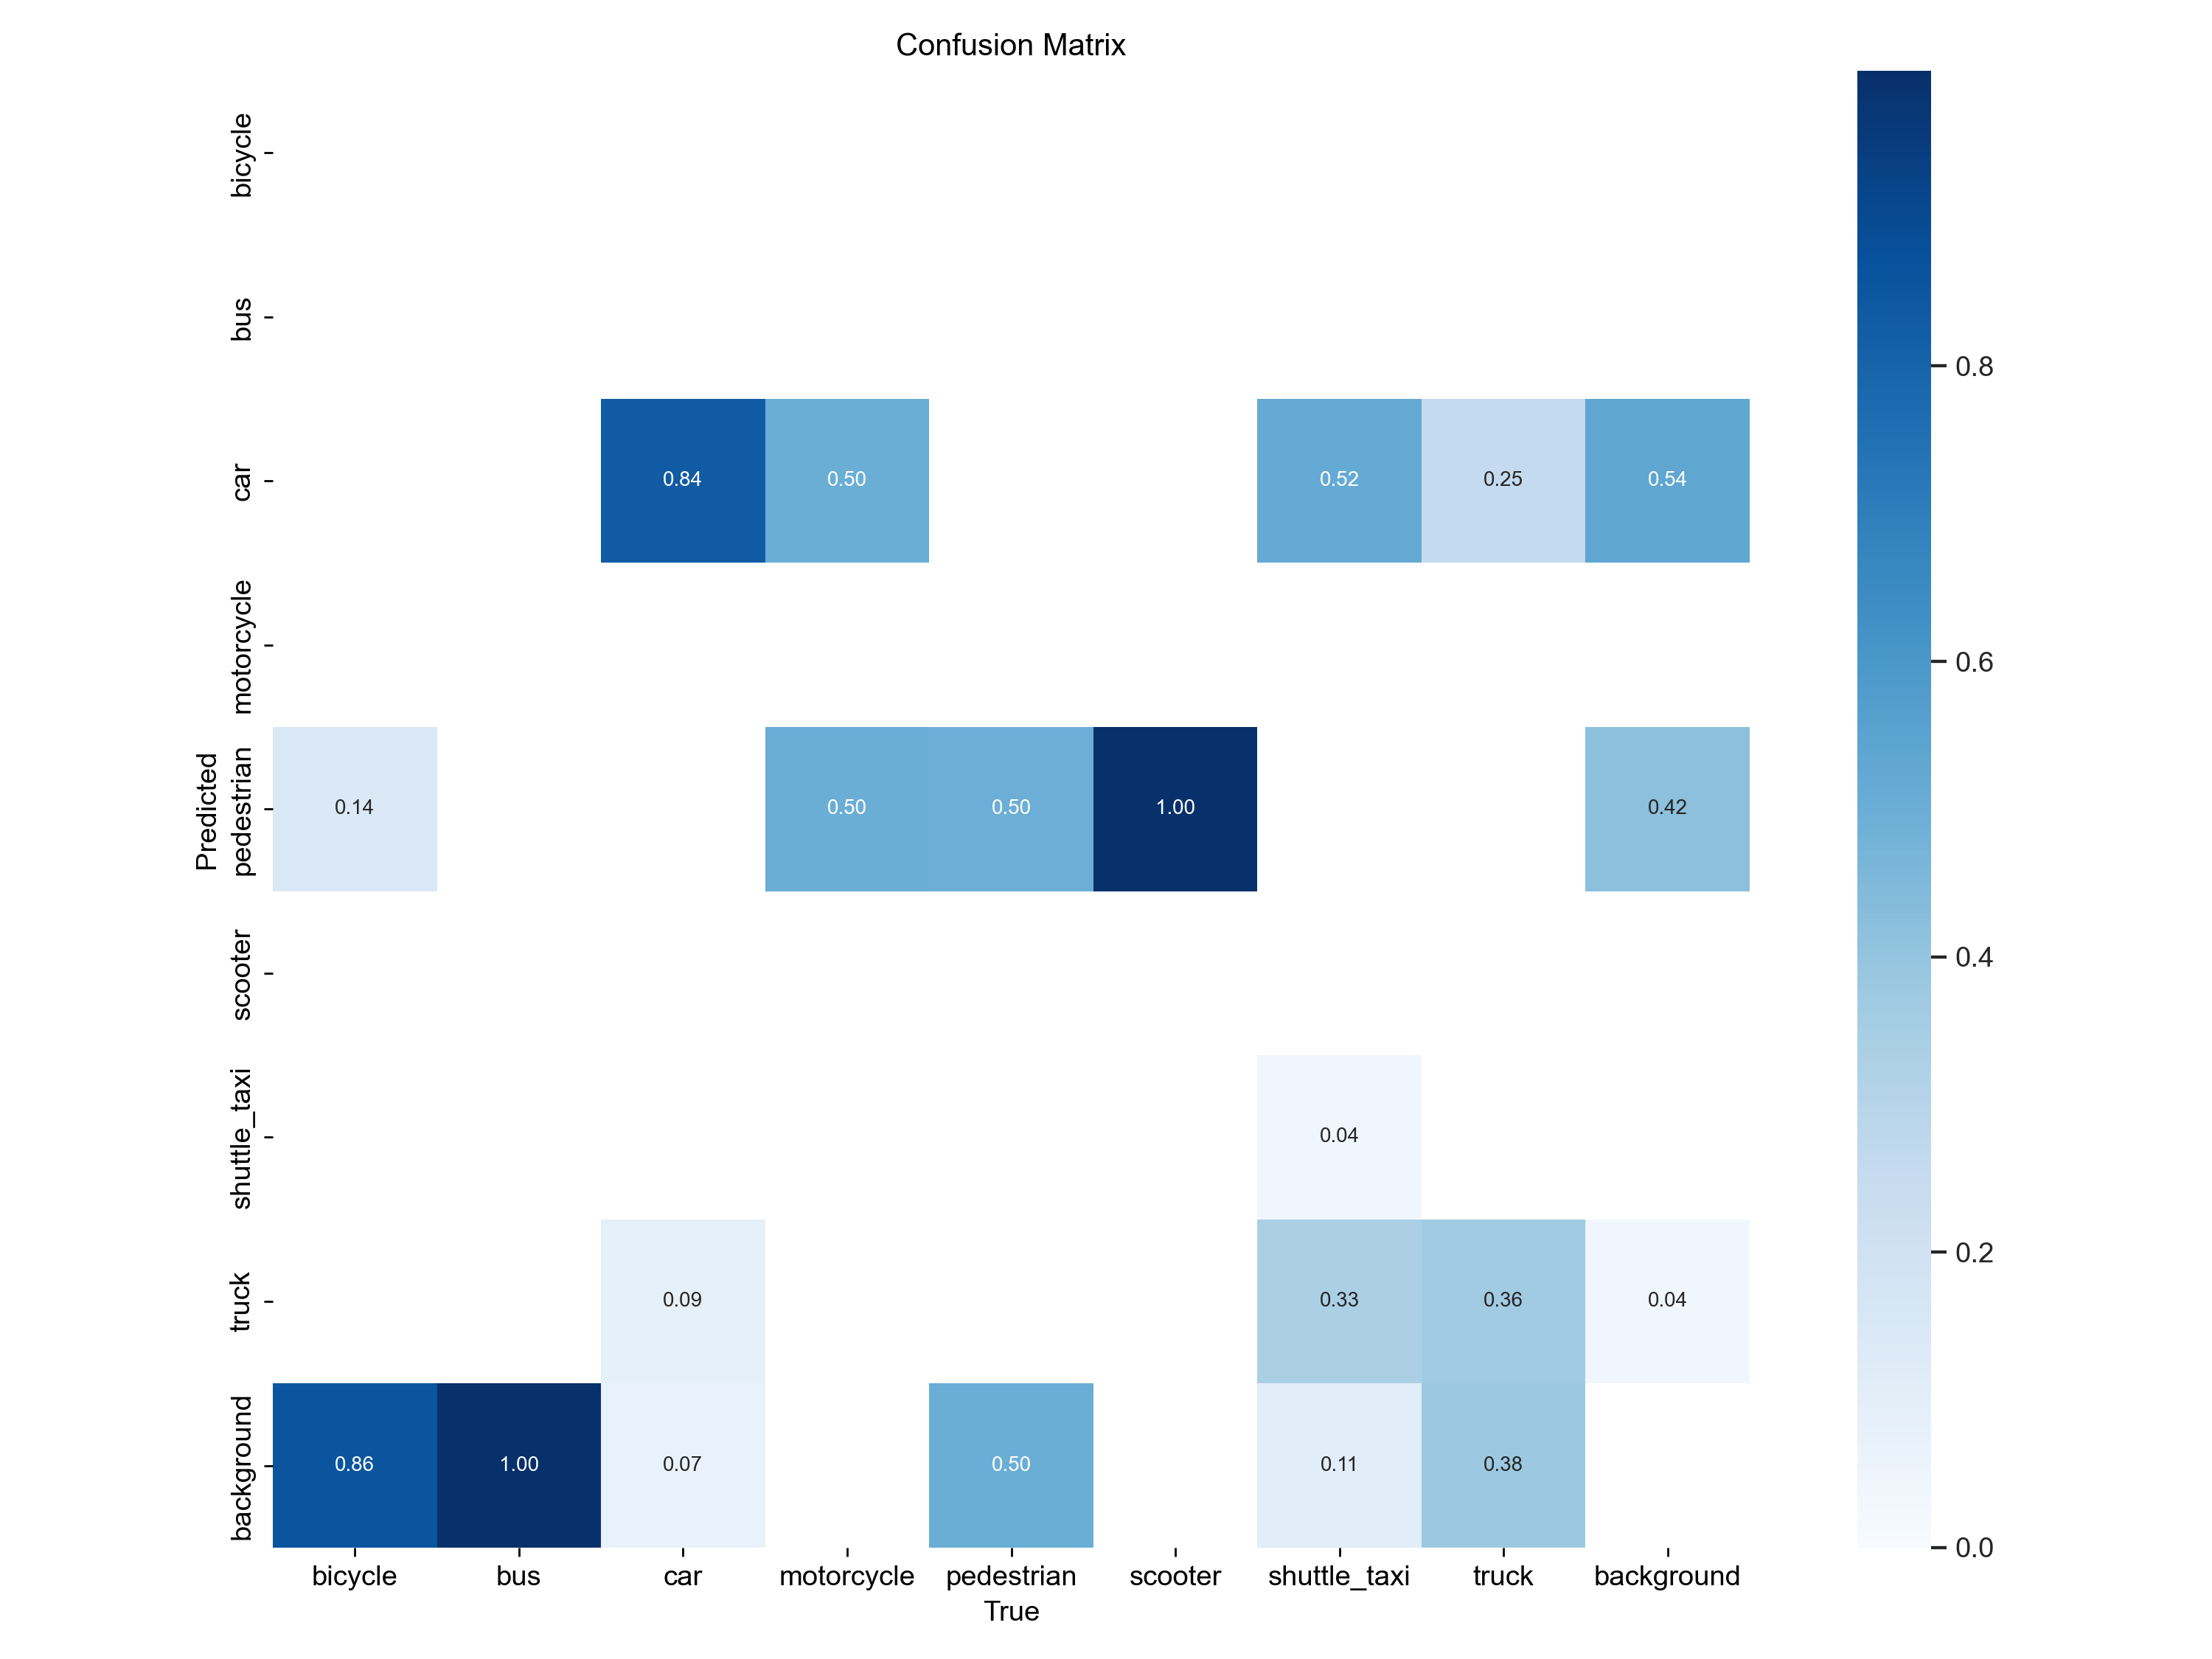 Confusion Matrix
bicycle
bus
car
0.84 0.50 0.52 0.25 0.54
motorcycle
pedestrian
0.14 0.50 0.50 1.00 0.42
scooter
shuttle_taxi
0.04
truck
0.09 0.33 0.36 0.04
background
0.86 1.00 0.07 0.50 0.11 0.38
Predicted
bicycle bus car motorcycle pedestrian scooter shuttle_taxi truck background
True
0.8
0.6
0.4
0.2
0.0